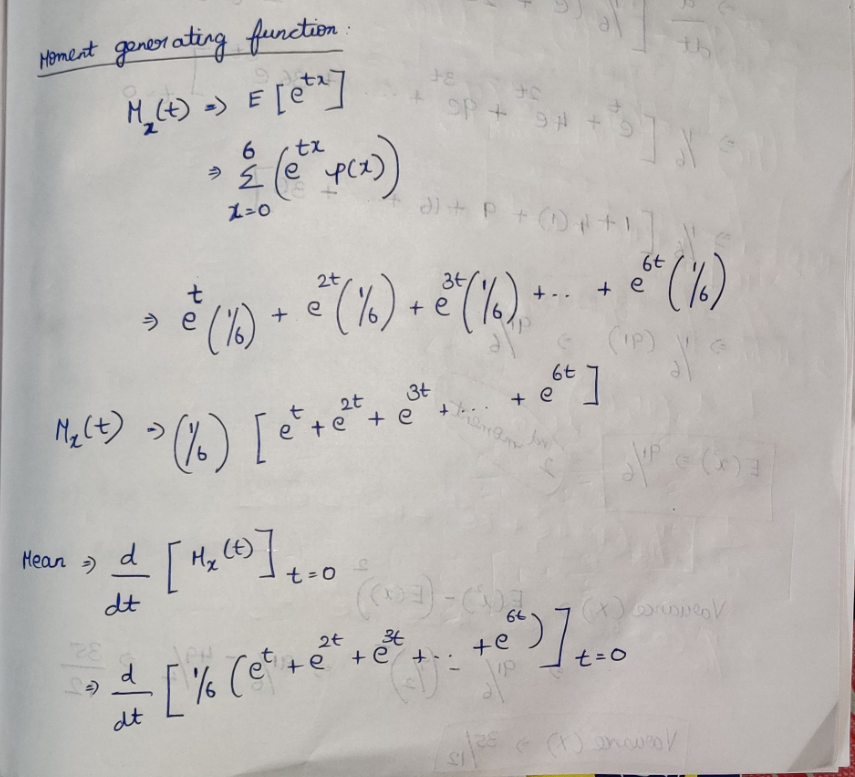 Moment generating function:
M_x(t) ⇒ E[e^{tx}]
⇒ 6 Σ x=0 (e^{tx} p(x))
⇒ e^t (1/6) + e^{2t} (1/6) + e^{3t} (1/6) + ... + e^{6t} (1/6)
M_x(t) ⇒ (1/6) [e^t + e^{2t} + e^{3t} + ... + e^{6t}]
Mean ⇒ d/dt [M_x(t)]_{t=0}
⇒ d/dt [1/6 (e^t + e^{2t} + e^{3t} + ... + e^{6t})]_{t=0}